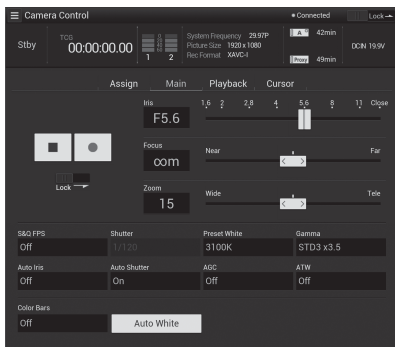 Camera Control
Connected
Lock
Stby
TCG
00:00:00.00
1 2
System Frequency 29.97P
Picture Size 1920 x 1080
Rec Format XAVC-I
A 42min
Proxy 49min
DCIN 19.9V
Assign Main Playback Cursor
Iris
F5.6
1,6 2 2,8 4 5,6 8 11 Close
Focus
∞m
Near Far
Lock
Zoom
15
Wide Tele
S&Q FPS Shutter Preset White Gamma
Off 1/120 3100K STD3 x3.5
Auto Iris Auto Shutter AGC ATW
Off On Off Off
Color Bars
Off Auto White